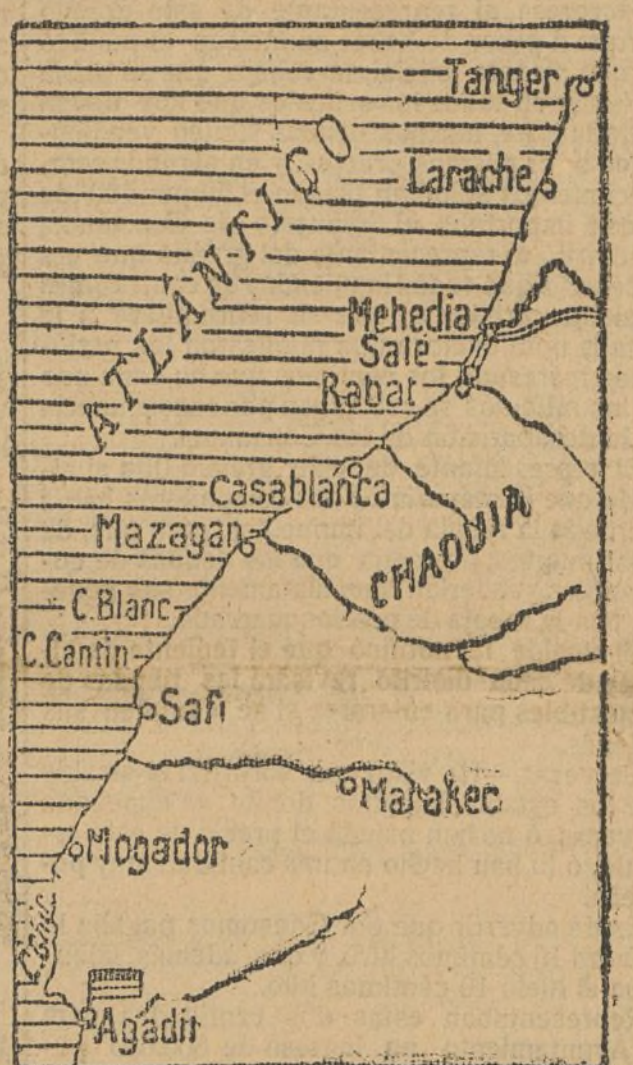 Tanger
ATLÁNTICO
Larache
Mehedia
Salé
Rabat
Casablanca
Mazagan
CHAOUIA
C.Blanc
C.Cantin
Safi
Marakec
Mogador
Agadir